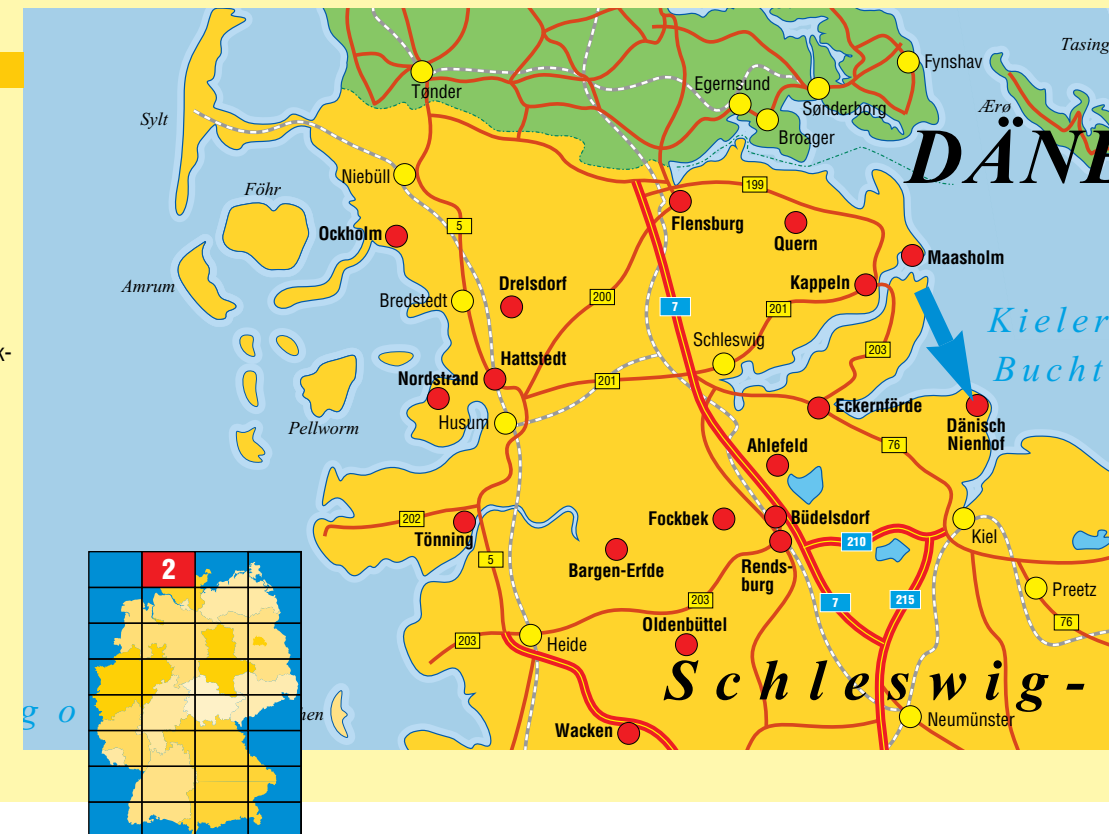 Tasing
Fynshav
Egernsund
Tønder
Sønderborg
Ærø
Sylt
Broager
DÄNE
Niebüll
199
Föhr
Flensburg
5
Ockholm
Quern
Maasholm
Amrum
Drelsdorf
Kappeln
Bredstedt
200
7
201
Kieler
Schleswig
k-
203
Bucht
Hattstedt
Nordstrand
201
Eckernförde
Husum
Dänisch
Nienhof
Pellworm
Ahlefeld
76
202
Fockbek
Büdelsdorf
Tönning
210
Kiel
5
Bargen-Erfde
Rends-
burg
2
Preetz
203
7
215
Oldenbüttel
76
203
Heide
Schleswig-
g o
hen
Neumünster
Wacken